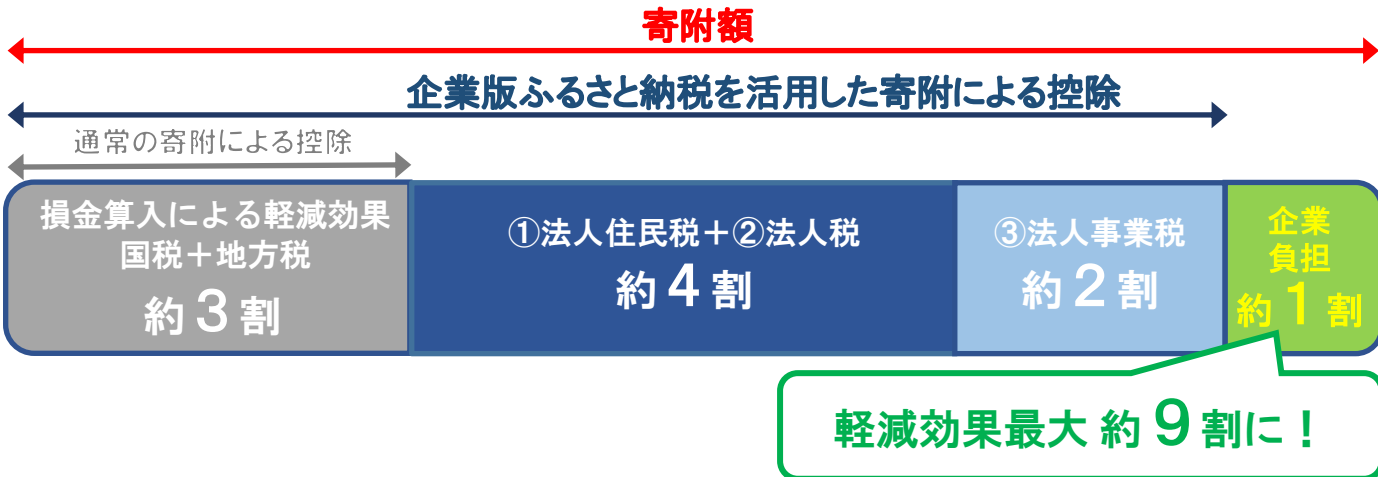 寄附額
企業版ふるさと納税を活用した寄附による控除
通常の寄附による控除
損金算入による軽減効果
国税＋地方税
約３割
①法人住民税＋②法人税
約４割
③法人事業税
約２割
企業
負担
約１割
軽減効果最大 約９割に！